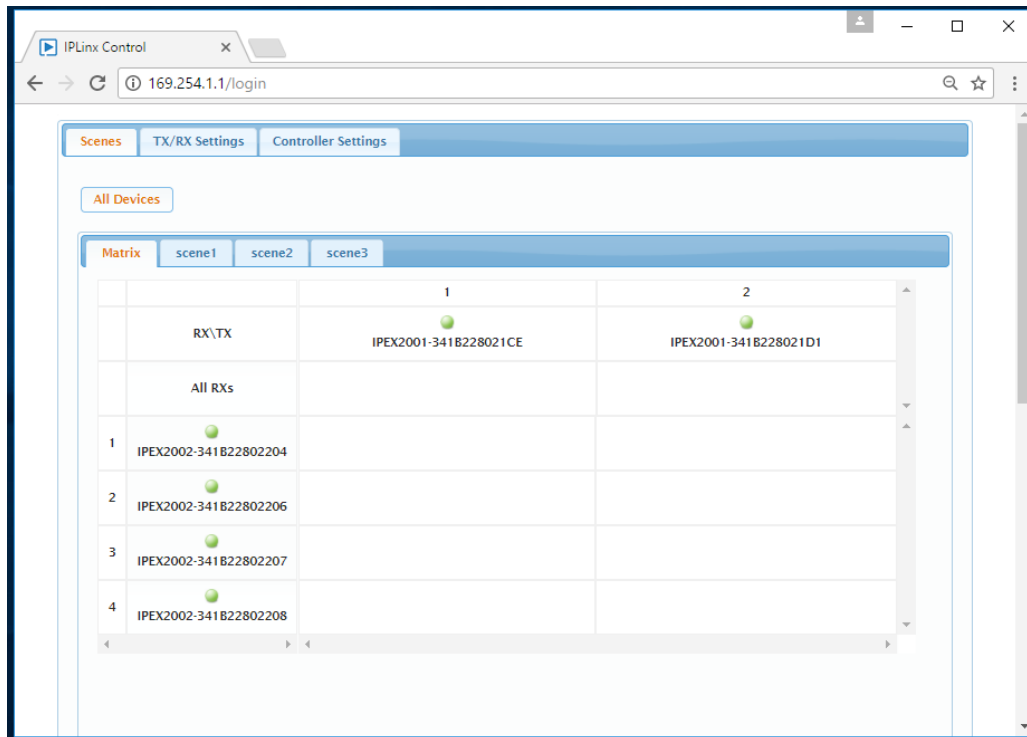 IPLinx Control
169.254.1.1/login
Scenes TX/RX Settings Controller Settings
All Devices
Matrix scene1 scene2 scene3
1 2
RX\TX IPEX2001-341B228021CE IPEX2001-341B228021D1
All RXs
1 IPEX2002-341B22802204
2 IPEX2002-341B22802206
3 IPEX2002-341B22802207
4 IPEX2002-341B22802208